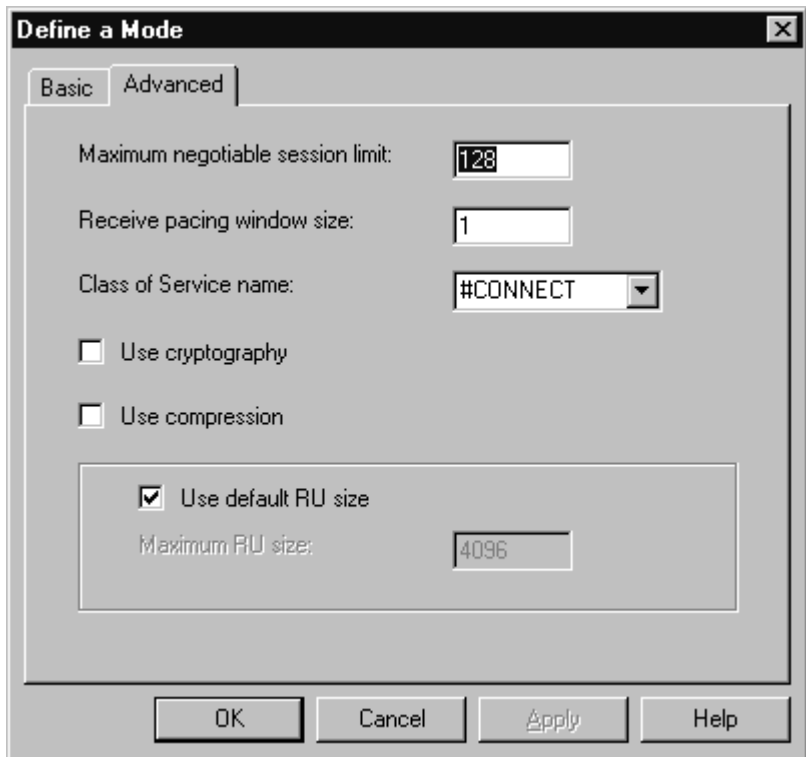 Define a Mode
Basic Advanced
Maximum negotiable session limit: 128
Receive pacing window size: 1
Class of Service name: #CONNECT
Use cryptography
Use compression
Use default RU size
Maximum RU size: 4096
OK Cancel Apply Help